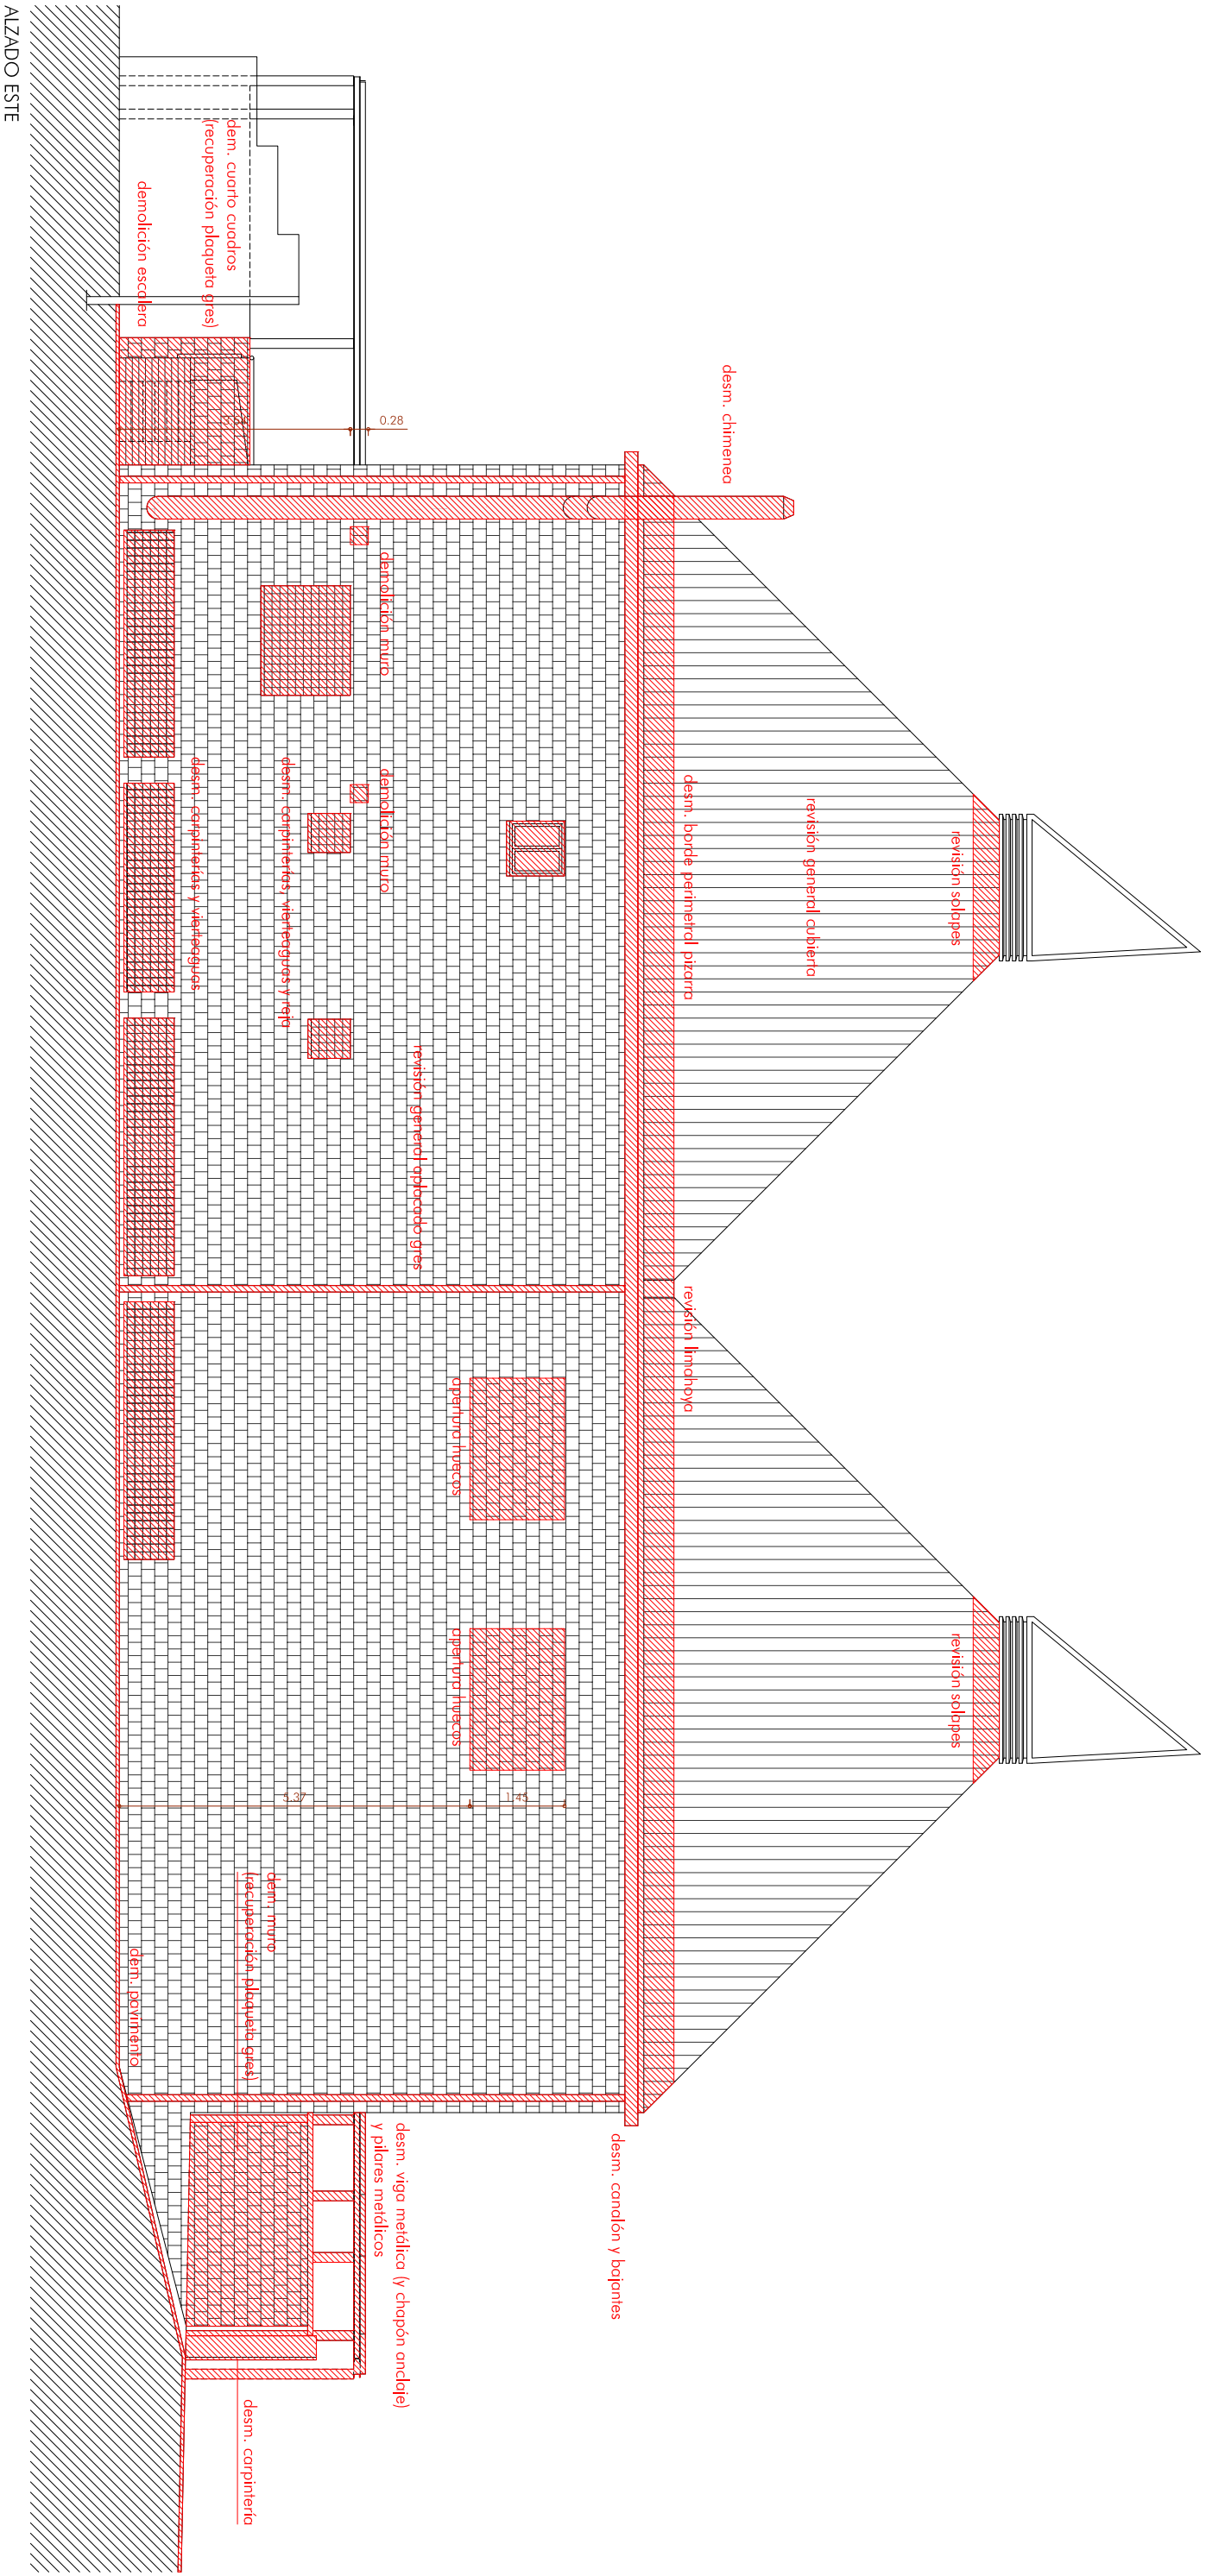 desm. chimenea
revisión solapes
revisión solapes
revisión general cubierta
desm. borde perimetral pizarra
revisión limahoya
desm. canalón y bajantes
0.28
demolición muro
demolición muro
revisión general aplacado gres
apertura huecos
apertura huecos
desm. viga metálica (y chapón anclaje)
y pilares metálicos
desm. carpinterías, vierteaguas y reja
5.37
1.45
dem. cuarto cuadros
(recuperación plaqueta gres)
dem. muro
(recuperación plaqueta gres)
desm. carpintería
desm. carpinterías y vierteaguas
demolición escalera
dem. pavimento
ALZADO ESTE